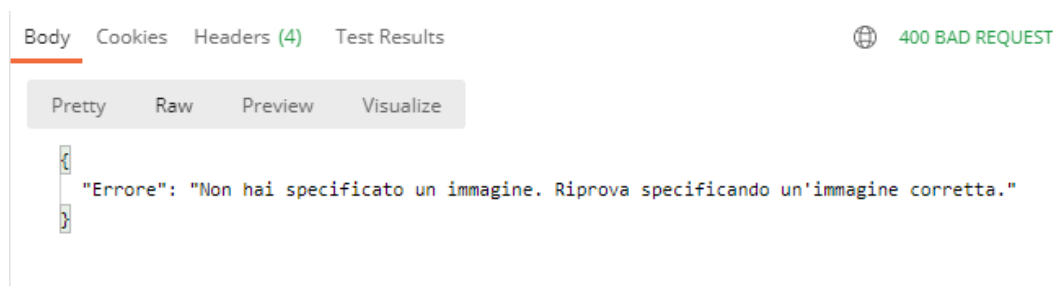 Body Cookies Headers (4) Test Results 400 BAD REQUEST
Pretty Raw Preview Visualize
{
"Errore": "Non hai specificato un immagine. Riprova specificando un'immagine corretta."
}